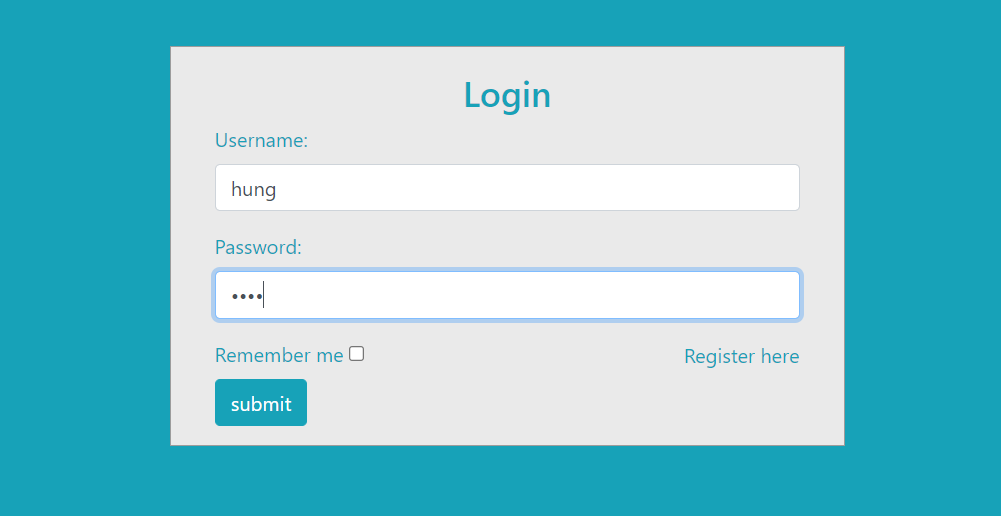 Login
Username:
hung
Password:
••••
Remember me
Register here
submit